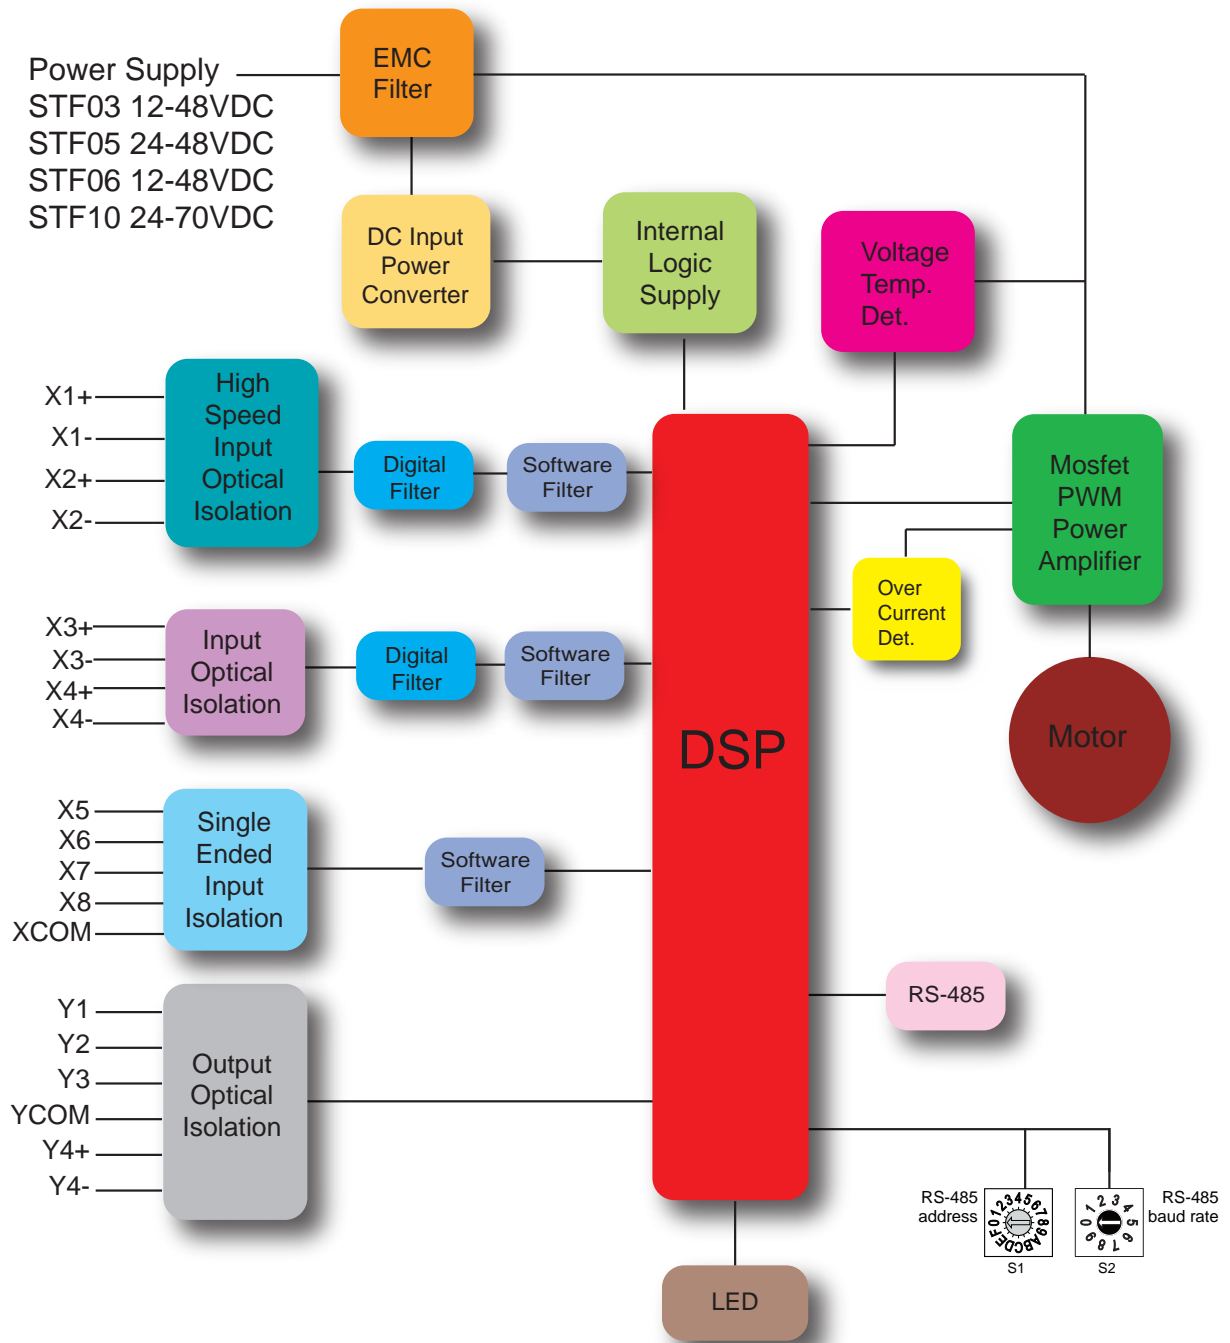 Power Supply
STF03 12-48VDC
STF05 24-48VDC
STF06 12-48VDC
STF10 24-70VDC
EMC
Filter
DC Input
Power
Converter
Internal
Logic
Supply
Voltage
Temp.
Det.
X1+
X1-
X2+
X2-
High
Speed
Input
Optical
Isolation
Digital
Filter
Software
Filter
Mosfet
PWM
Power
Amplifier
Over
Current
Det.
X3+
X3-
X4+
X4-
Input
Optical
Isolation
Digital
Filter
Software
Filter
DSP
Motor
X5
X6
X7
X8
XCOM
Single
Ended
Input
Isolation
Software
Filter
RS-485
Y1
Y2
Y3
YCOM
Y4+
Y4-
Output
Optical
Isolation
RS-485
address
0123456789ABCDEF
S1
0123456789
S2
RS-485
baud rate
LED